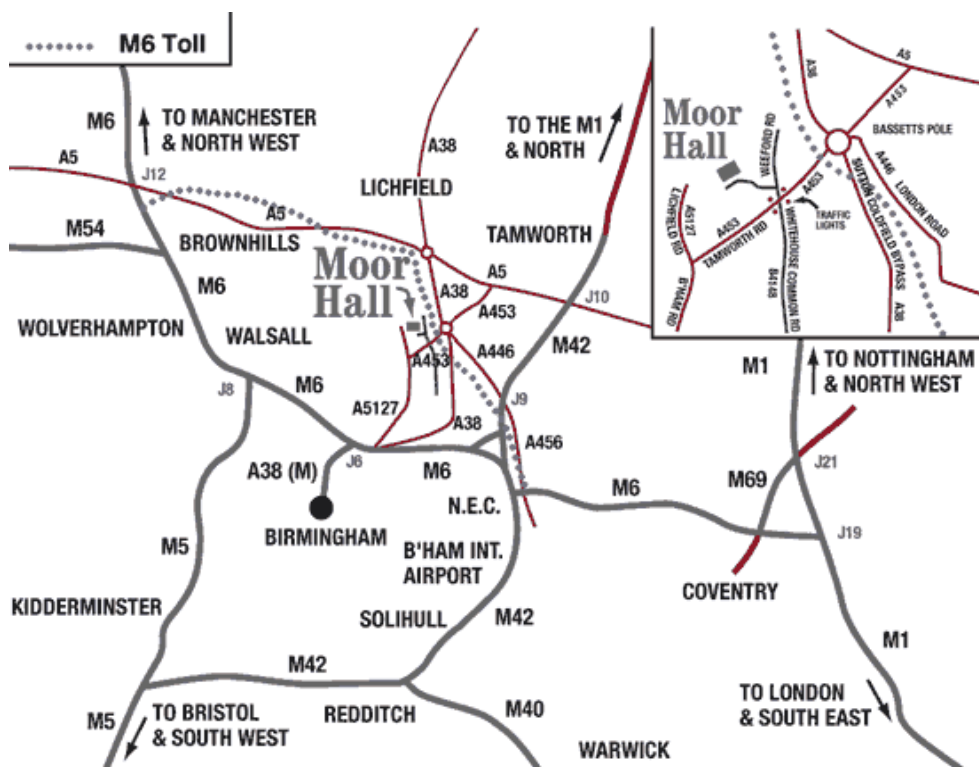 M6 Toll
M6
TO MANCHESTER
& NORTH WEST
A5
J12
M54
BROWNHILLS
A5
M6
WOLVERHAMPTON
WALSALL
LICHFIELD
A38
Moor
Hall
A38
A453
A5
J10
TO THE M1
& NORTH
TAMWORTH
M42
A453
A446
A5127
A38
J9
A456
J8
M6
J6
M6
A38 (M)
BIRMINGHAM
N.E.C.
B'HAM INT.
AIRPORT
SOLIHULL
M5
KIDDERMINSTER
M42
M42
REDDITCH
M40
WARWICK
M5
TO BRISTOL
& SOUTH WEST
M6
M69
COVENTRY
M1
TO NOTTINGHAM
& NORTH WEST
J21
J19
M1
TO LONDON
& SOUTH EAST
Moor
Hall
A38
A5
A453
BASSETTS POLE
WEEFORD RD
A453
A446
LONDON ROAD
SUTTON COLDFIELD BYPASS
A38
TRAFFIC
LIGHTS
LICHFIELD RD
A5127
A453
TAMWORTH RD
B'HAM RD
WHITEHOUSE COMMON RD
B4148